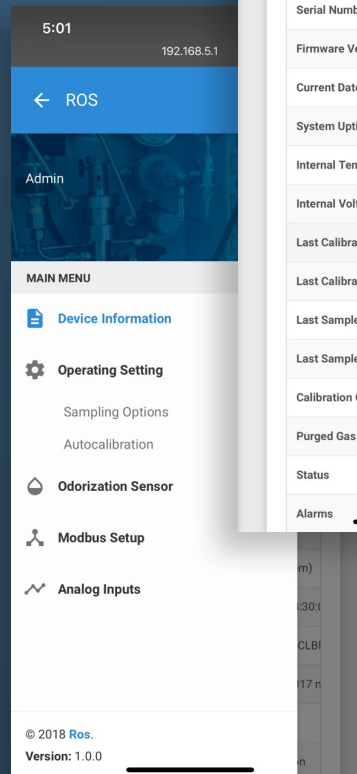 5:01
192.168.5.1
ROS
Admin
MAIN MENU
Device Information
Operating Setting
Sampling Options
Autocalibration
Odorization Sensor
Modbus Setup
Analog Inputs
© 2018 Ros.
Version: 1.0.0
Serial Numb
Firmware Ve
Current Date
System Upti
Internal Ten
Internal Volt
Last Calibra
Last Calibra
Last Sample
Last Sample
Calibration
Purged Gas
Status
Alarms
om)
:30:0
CLBI
017 n
on